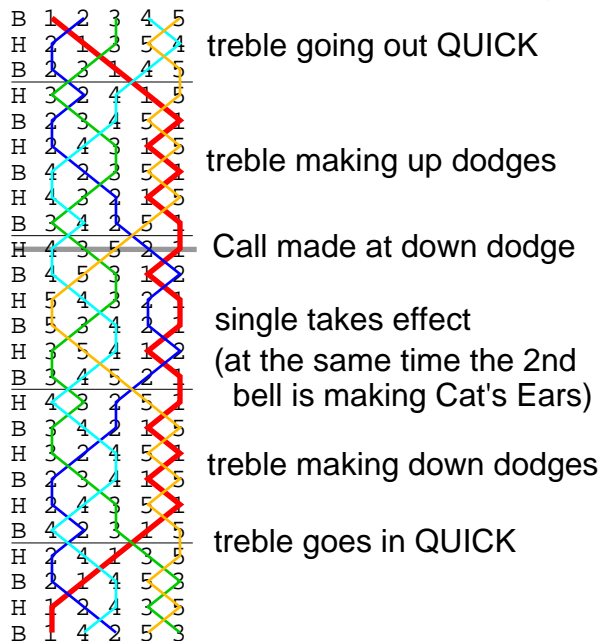 B 1 2 3 4 5
H 2 1 3 5 4 treble going out QUICK
B 2 3 1 4 5
H 3 2 4 1 5
B 2 3 4 5 1
H 2 4 3 1 5
B 4 2 3 5 1 treble making up dodges
H 4 3 2 1 5
B 3 4 2 5 1
H 4 3 5 2 1 Call made at down dodge
B 4 5 3 1 2
H 5 4 3 2 1
B 5 3 4 2 1 single takes effect
H 3 5 4 1 2 (at the same time the 2nd
B 3 4 5 2 1 bell is making Cat's Ears)
H 4 3 2 5 1
B 3 4 2 1 5
H 3 2 4 5 1 treble making down dodges
B 2 3 4 1 5
H 2 4 3 5 1
B 4 2 3 1 5 treble goes in QUICK
H 2 4 1 3 5
B 2 1 4 5 3
H 1 2 4 3 5
B 1 4 2 5 3